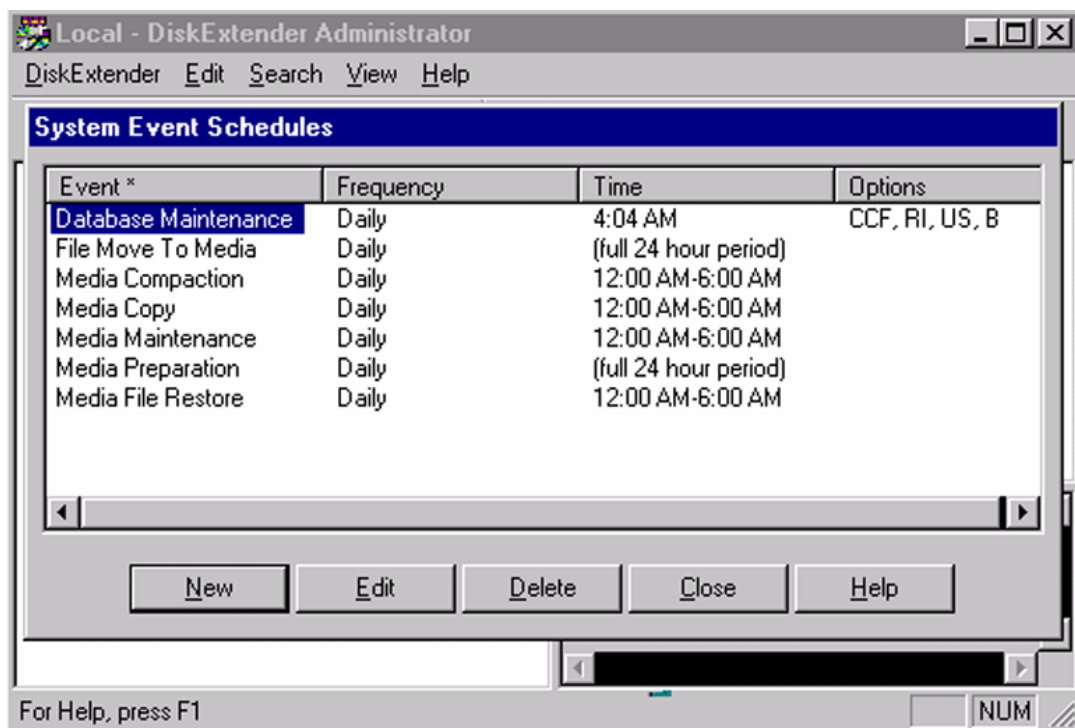 Local - DiskExtender Administrator
DiskExtender Edit Search View Help
System Event Schedules
Event * Frequency Time Options
Database Maintenance Daily 4:04 AM CCF, RI, US, B
File Move To Media Daily (full 24 hour period)
Media Compaction Daily 12:00 AM-6:00 AM
Media Copy Daily 12:00 AM-6:00 AM
Media Maintenance Daily 12:00 AM-6:00 AM
Media Preparation Daily (full 24 hour period)
Media File Restore Daily 12:00 AM-6:00 AM
New Edit Delete Close Help
For Help, press F1 NUM